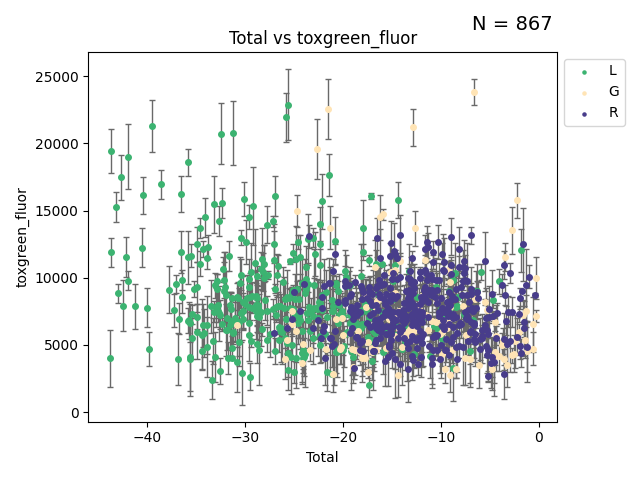 N = 867
Total vs toxgreen_fluor
L
G
R
toxgreen_fluor
25000
20000
15000
10000
5000
0
−40
−30
−20
−10
0
Total